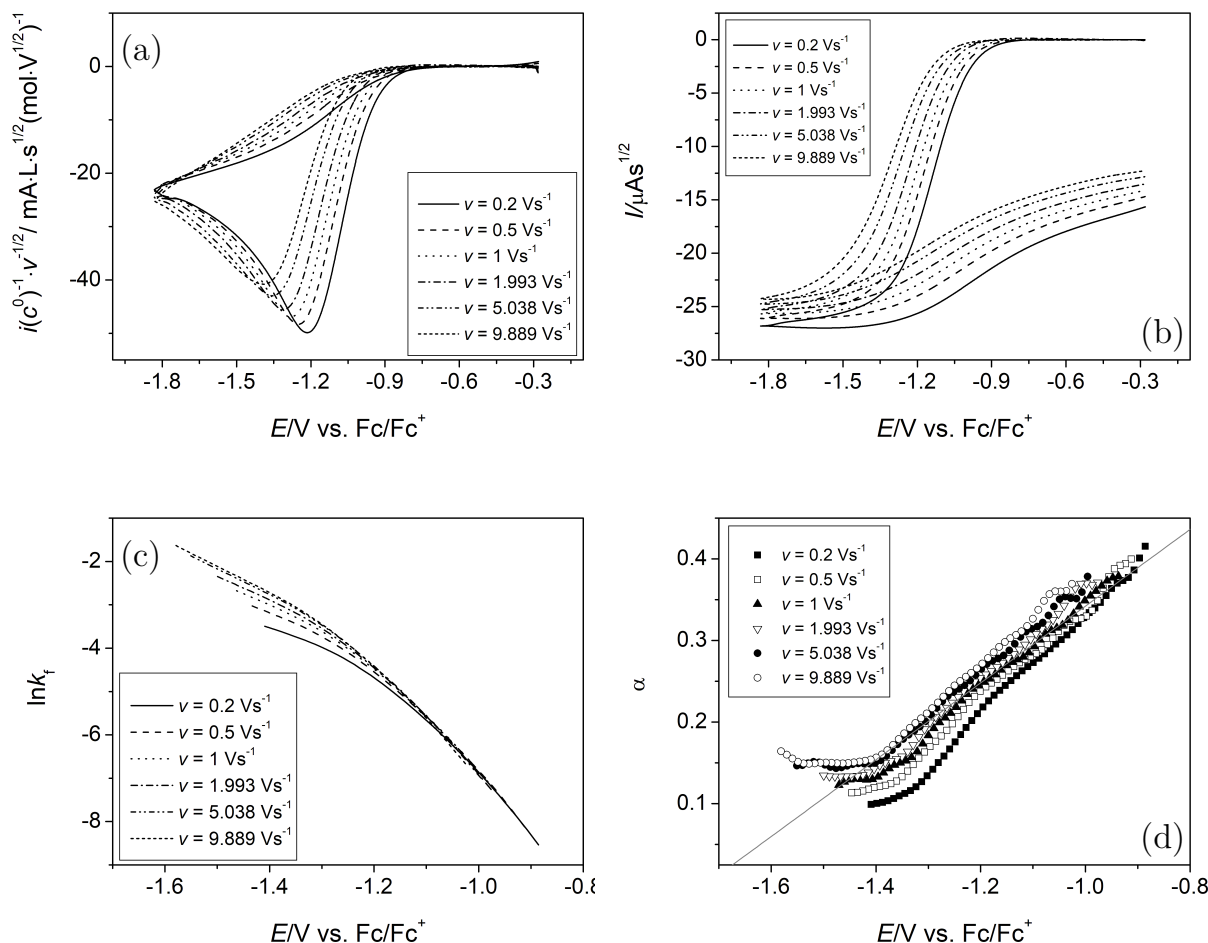 (a)
i(c⁰)⁻¹·v⁻¹ᐟ²/ mA·L·s¹ᐟ²(mol·V¹ᐟ²)⁻¹
0
-20
-40
v = 0.2 Vs⁻¹
v = 0.5 Vs⁻¹
v = 1 Vs⁻¹
v = 1.993 Vs⁻¹
v = 5.038 Vs⁻¹
v = 9.889 Vs⁻¹
-1.8 -1.5 -1.2 -0.9 -0.6 -0.3
E/V vs. Fc/Fc⁺
(b)
I/μAs¹ᐟ²
0
-5
-10
-15
-20
-25
-30
v = 0.2 Vs⁻¹
v = 0.5 Vs⁻¹
v = 1 Vs⁻¹
v = 1.993 Vs⁻¹
v = 5.038 Vs⁻¹
v = 9.889 Vs⁻¹
-1.8 -1.5 -1.2 -0.9 -0.6 -0.3
E/V vs. Fc/Fc⁺
(c)
lnk_f
-2
-4
-6
-8
v = 0.2 Vs⁻¹
v = 0.5 Vs⁻¹
v = 1 Vs⁻¹
v = 1.993 Vs⁻¹
v = 5.038 Vs⁻¹
v = 9.889 Vs⁻¹
-1.6 -1.4 -1.2 -1.0 -0.8
E/V vs. Fc/Fc⁺
(d)
α
0.4
0.3
0.2
0.1
v = 0.2 Vs⁻¹
v = 0.5 Vs⁻¹
v = 1 Vs⁻¹
v = 1.993 Vs⁻¹
v = 5.038 Vs⁻¹
v = 9.889 Vs⁻¹
-1.6 -1.4 -1.2 -1.0 -0.8
E/V vs. Fc/Fc⁺